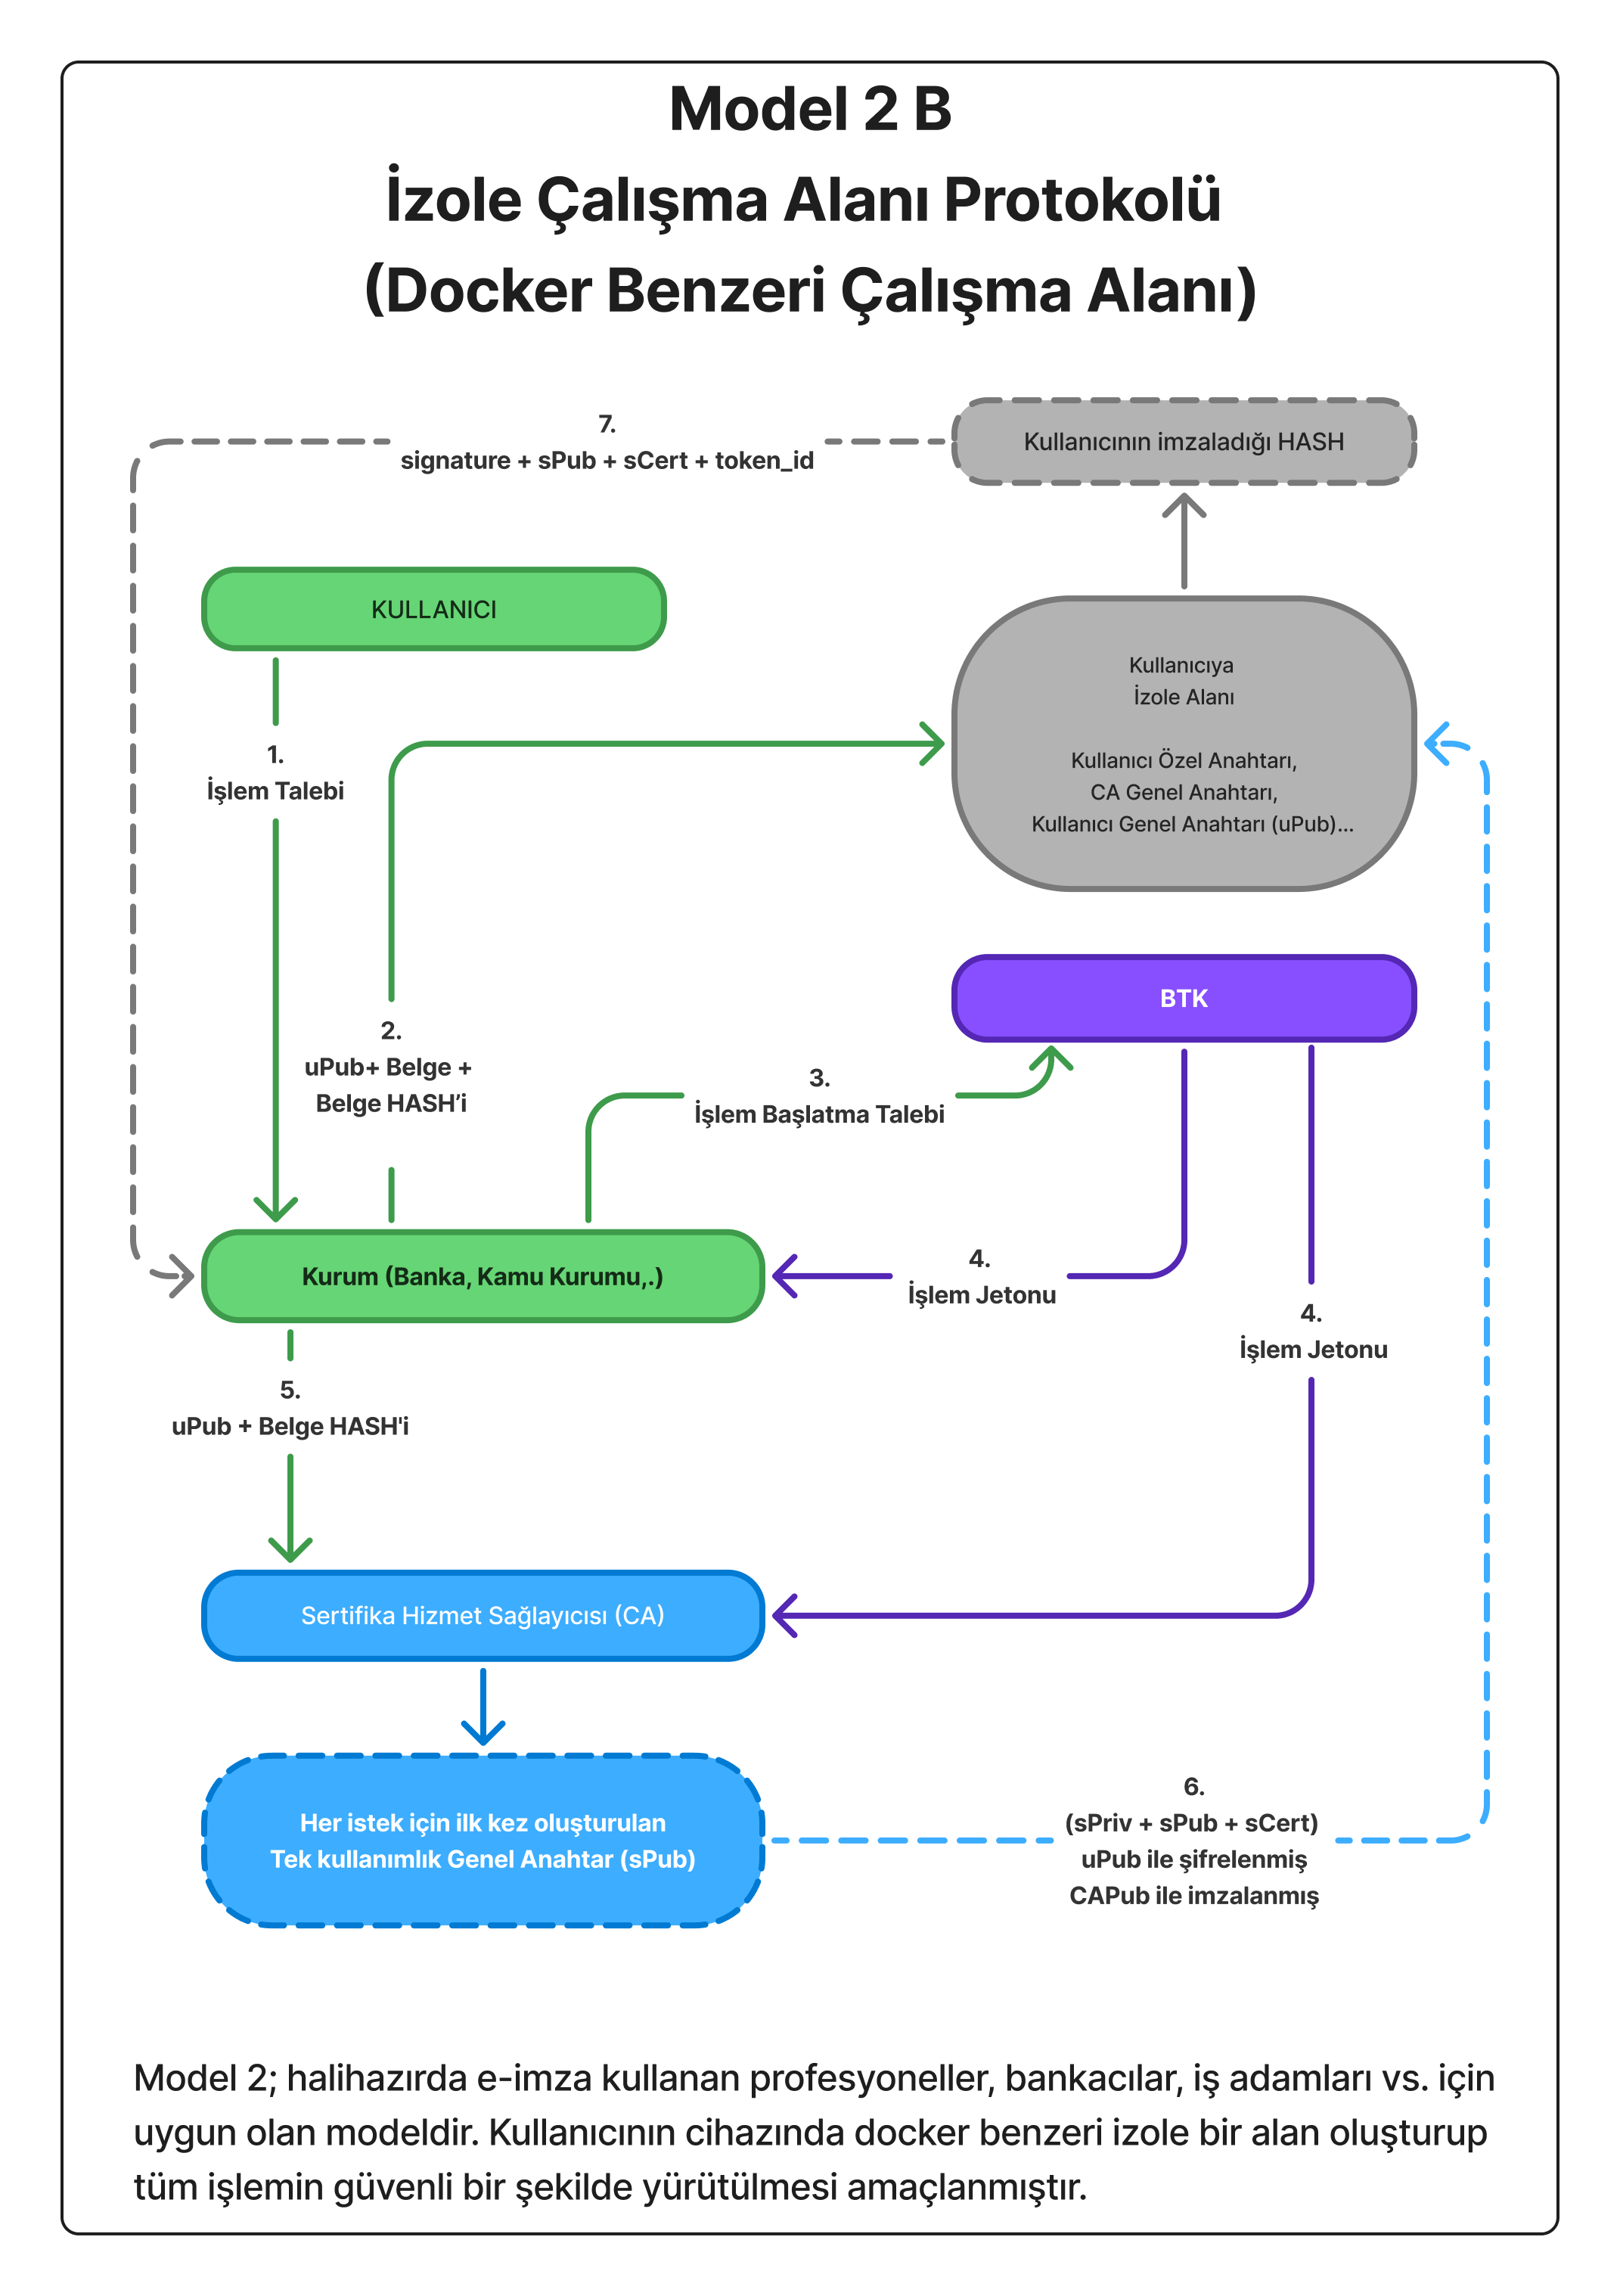 Model 2 B
İzole Çalışma Alanı Protokolü
(Docker Benzeri Çalışma Alanı)
7.
signature + sPub + sCert + token_id
Kullanıcının imzaladığı HASH
KULLANICI
Kullanıcıya
İzole Alanı
Kullanıcı Özel Anahtarı,
CA Genel Anahtarı,
Kullanıcı Genel Anahtarı (uPub)...
1.
İşlem Talebi
BTK
2.
uPub+ Belge +
Belge HASH’i
3.
İşlem Başlatma Talebi
Kurum (Banka, Kamu Kurumu,.)
4.
İşlem Jetonu
4.
İşlem Jetonu
5.
uPub + Belge HASH'i
Sertifika Hizmet Sağlayıcısı (CA)
Her istek için ilk kez oluşturulan
Tek kullanımlık Genel Anahtar (sPub)
6.
(sPriv + sPub + sCert)
uPub ile şifrelenmiş
CAPub ile imzalanmış
Model 2; halihazırda e-imza kullanan profesyoneller, bankacılar, iş adamları vs. için
uygun olan modeldir. Kullanıcının cihazında docker benzeri izole bir alan oluşturup
tüm işlemin güvenli bir şekilde yürütülmesi amaçlanmıştır.